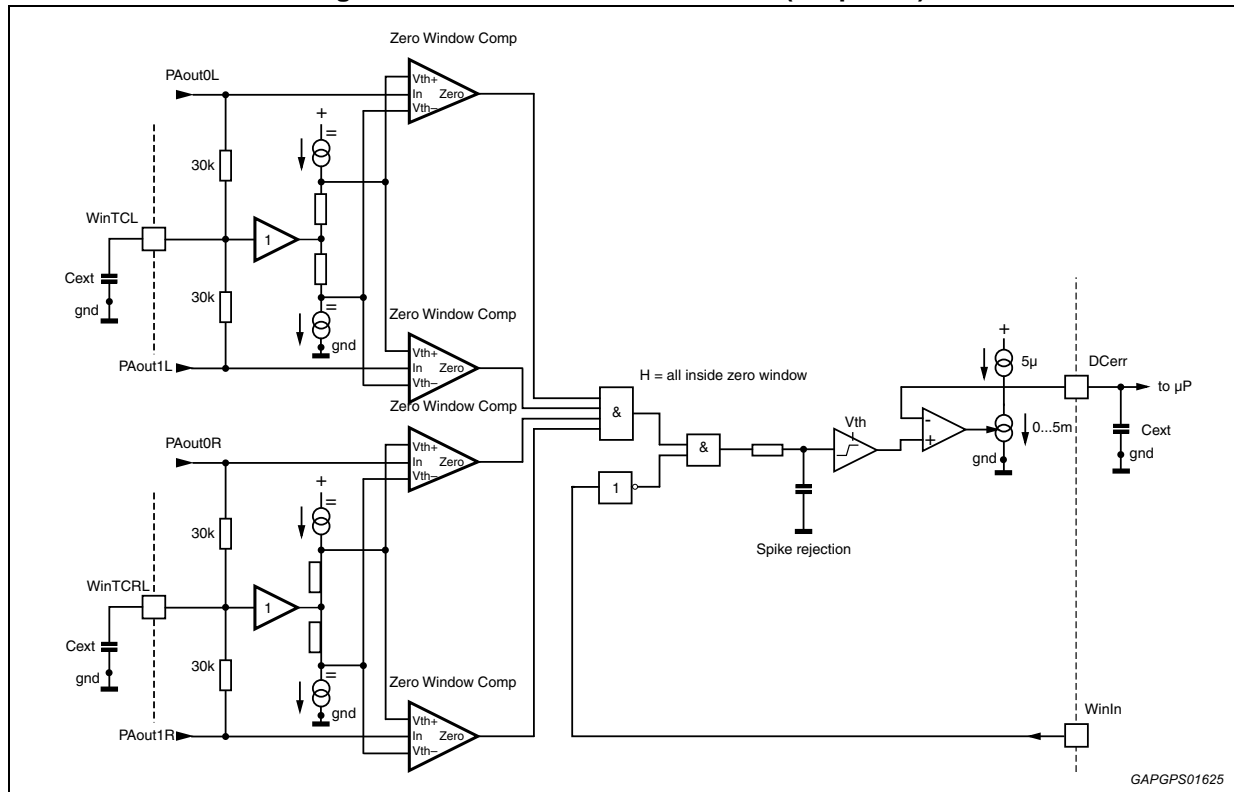 Zero Window Comp
PAout0L
Vth+
In
Zero
Vth–
+
=
30k
WinTCL
1
Cext
gnd
30k
=
gnd
PAout1L
Zero Window Comp
Vth+
In
Zero
Vth–
H = all inside zero window
&
&
1
Vth
Spike rejection
-
+
+
5µ
0...5m
gnd
DCerr
to µP
Cext
gnd
Zero Window Comp
PAout0R
Vth+
In
Zero
Vth–
+
=
30k
WinTCRL
1
Cext
gnd
30k
=
gnd
PAout1R
Zero Window Comp
Vth+
In
Zero
Vth–
WinIn
GAPGPS01625